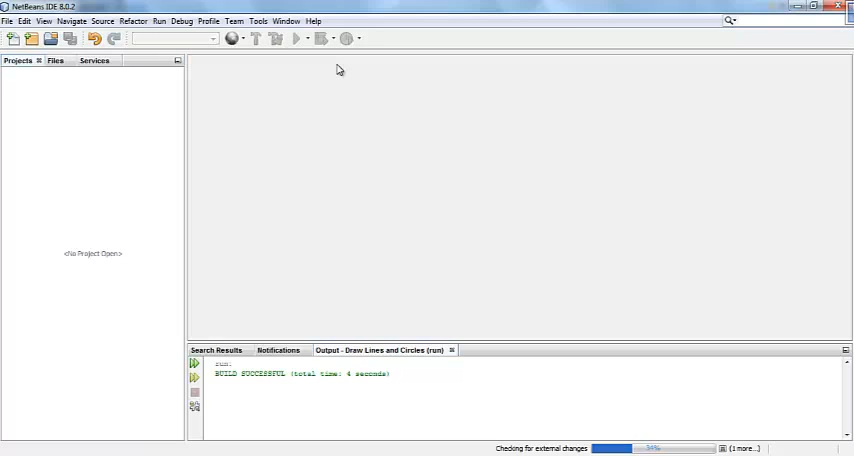 NetBeans IDE 8.0.2
File Edit View Navigate Source Refactor Run Debug Profile Team Tools Window Help
Projects Files Services
<No Project Open>
Search Results Notifications Output - Draw Lines and Circles (run)
run:
BUILD SUCCESSFUL (total time: 4 seconds)
Checking for external changes 34% (1 more...)